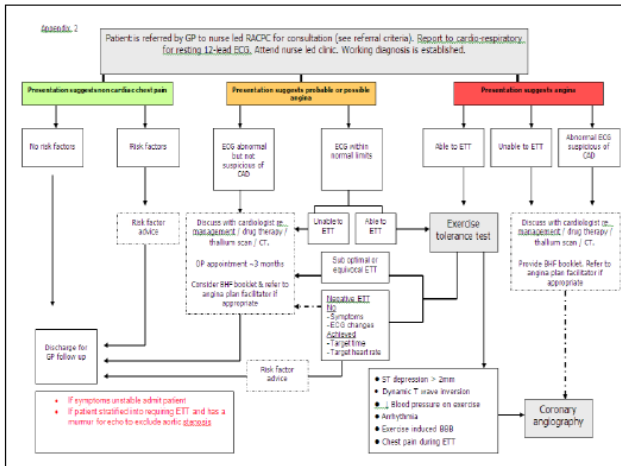 Appendix 2
Patient is referred by GP to nurse led RACPC for consultation (see referral criteria). Report to cardio-respiratory
for resting 12-lead ECG. Attend nurse led clinic. Working diagnosis is established.
Presentation suggests non cardiac chest pain
Presentation suggests probable or possible
angina
Presentation suggests angina
No risk factors
Risk factors
ECG abnormal
but not
suspicious of
CAD
ECG within
normal limits
Able to ETT
Unable to ETT
Abnormal ECG
suspicious of
CAD
Risk factor
advice
Discuss with cardiologist re
management / drug therapy /
thallium scan / CT.
OP appointment ~3 months
Consider BHF booklet & refer to
angina plan facilitator if
appropriate
Unable to
ETT
Able to
ETT
Exercise
tolerance test
Discuss with cardiologist re
management / drug therapy /
thallium scan / CT.
Provide BHF booklet. Refer to
angina plan facilitator if
appropriate
Sub optimal or
equivocal ETT
Negative ETT
No
-Symptoms
-ECG changes
Achieved
-Target time
-Target heart rate
Discharge for
GP follow up
Risk factor
advice
• If symptoms unstable admit patient
• If patient stratified into requiring ETT and has a
murmur for echo to exclude aortic stenosis
• ST depression > 2mm
• Dynamic T wave inversion
• ↓ Blood pressure on exercise
• Arrhythmia
• Exercise induced BBB
• Chest pain during ETT
Coronary
angiography